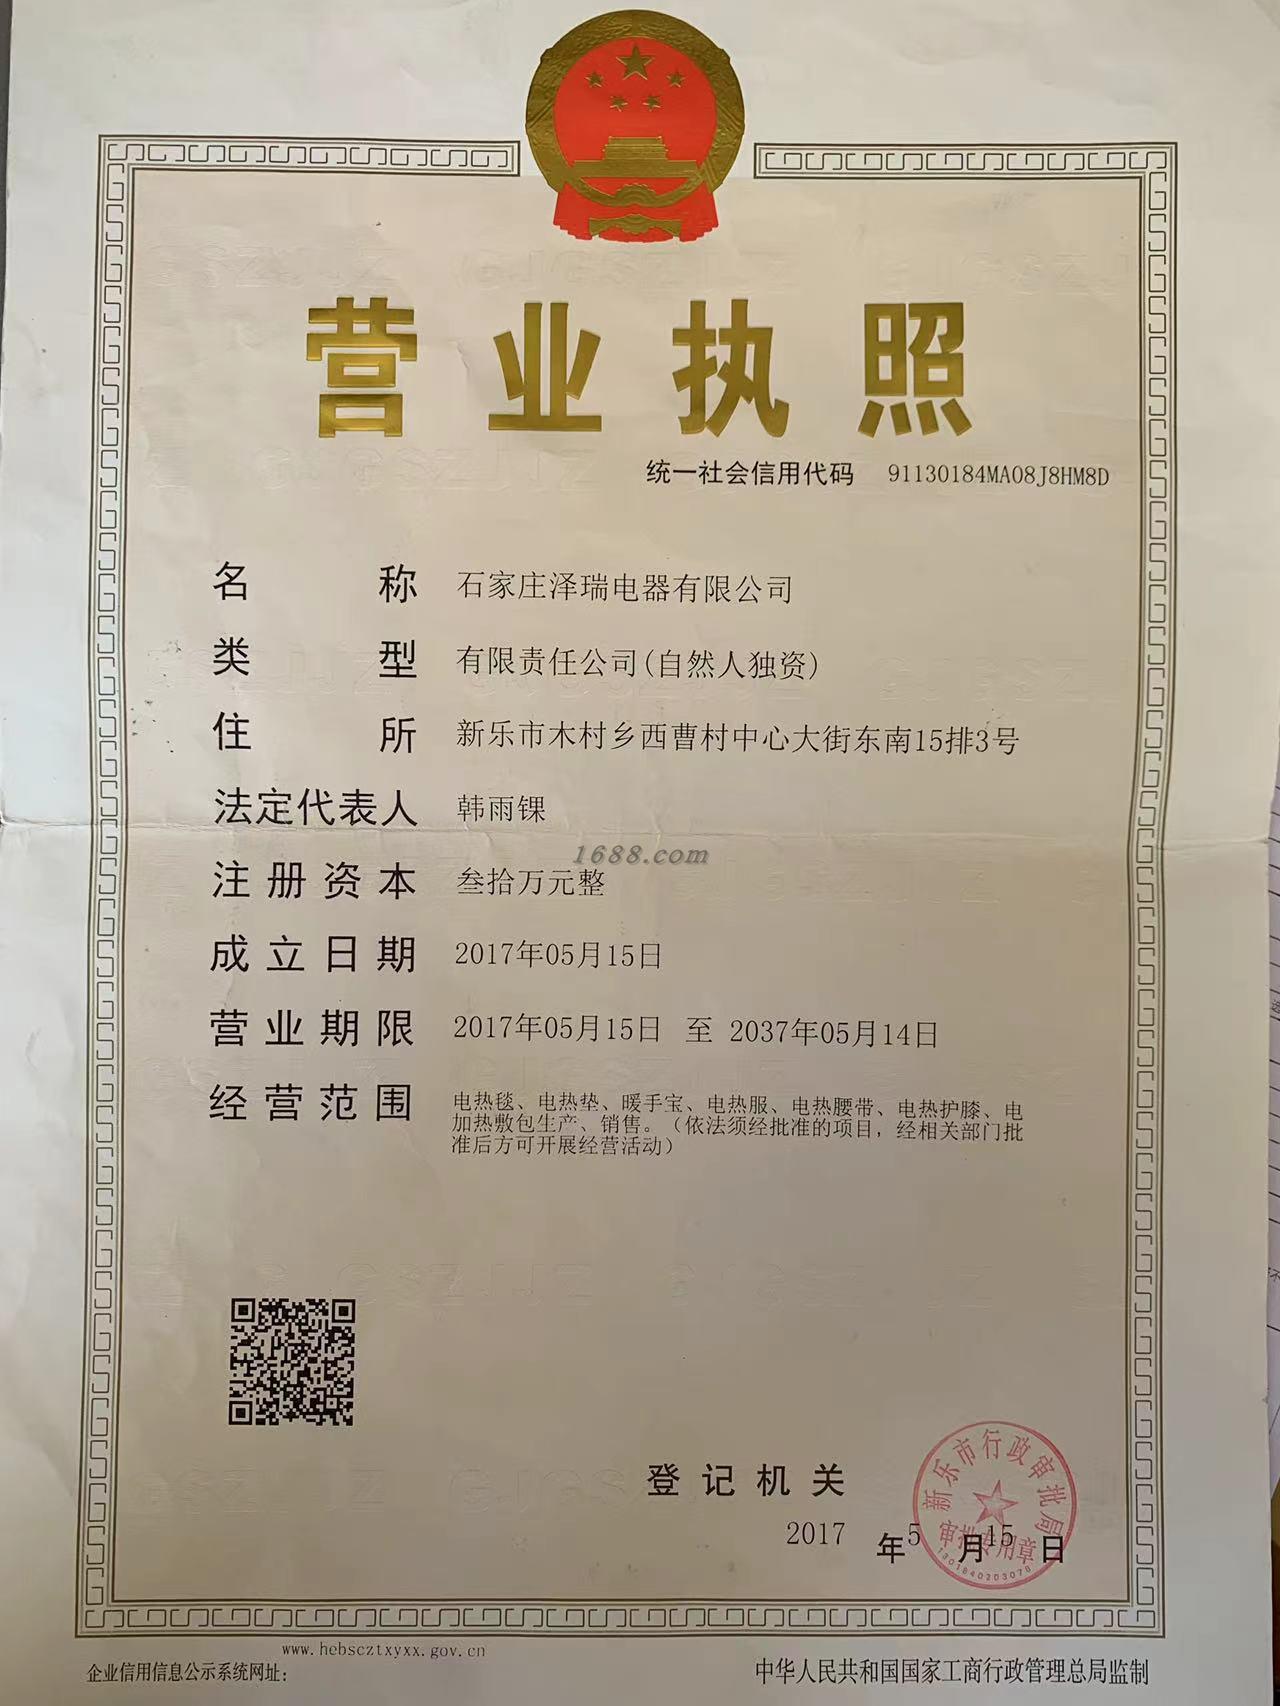 营业执照
统一社会信用代码 91130184MA08J8HM8D
名称 石家庄泽瑞电器有限公司
类型 有限责任公司(自然人独资)
住所 新乐市木村乡西曹村中心大街东南15排3号
法定代表人 韩雨锞
1688.com
注册资本 叁拾万元整
成立日期 2017年05月15日
营业期限 2017年05月15日 至 2037年05月14日
经营范围 电热毯、电热垫、暖手宝、电热服、电热腰带、电热护膝、电
加热敷包生产、销售。（依法须经批准的项目，经相关部门批
准后方可开展经营活动）
登记机关
新乐市行政审批局
审批专用章
1301840203078
2017年5月15日
www.hebscztxyxx.gov.cn
企业信用信息公示系统网址：
中华人民共和国国家工商行政管理总局监制